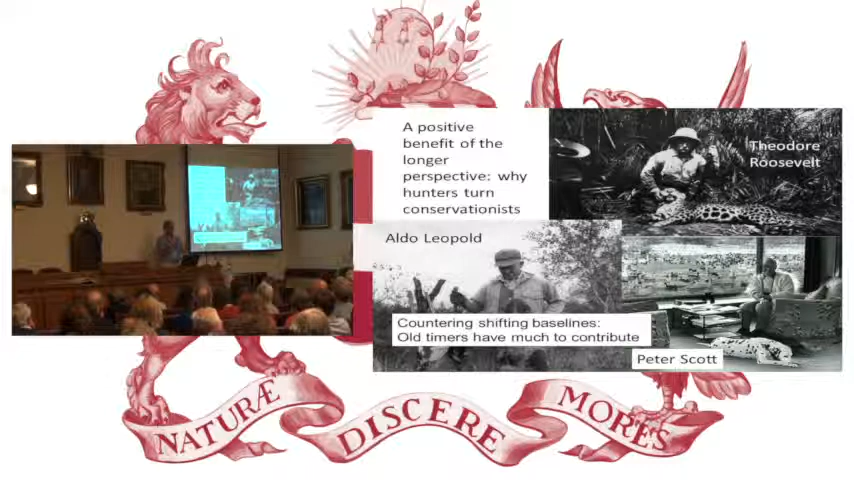 A positive
benefit of the
longer
perspective: why
hunters turn
conservationists
Theodore
Roosevelt
Aldo Leopold
Countering shifting baselines:
Old timers have much to contribute
Peter Scott
NATURÆ DISCERE MORES